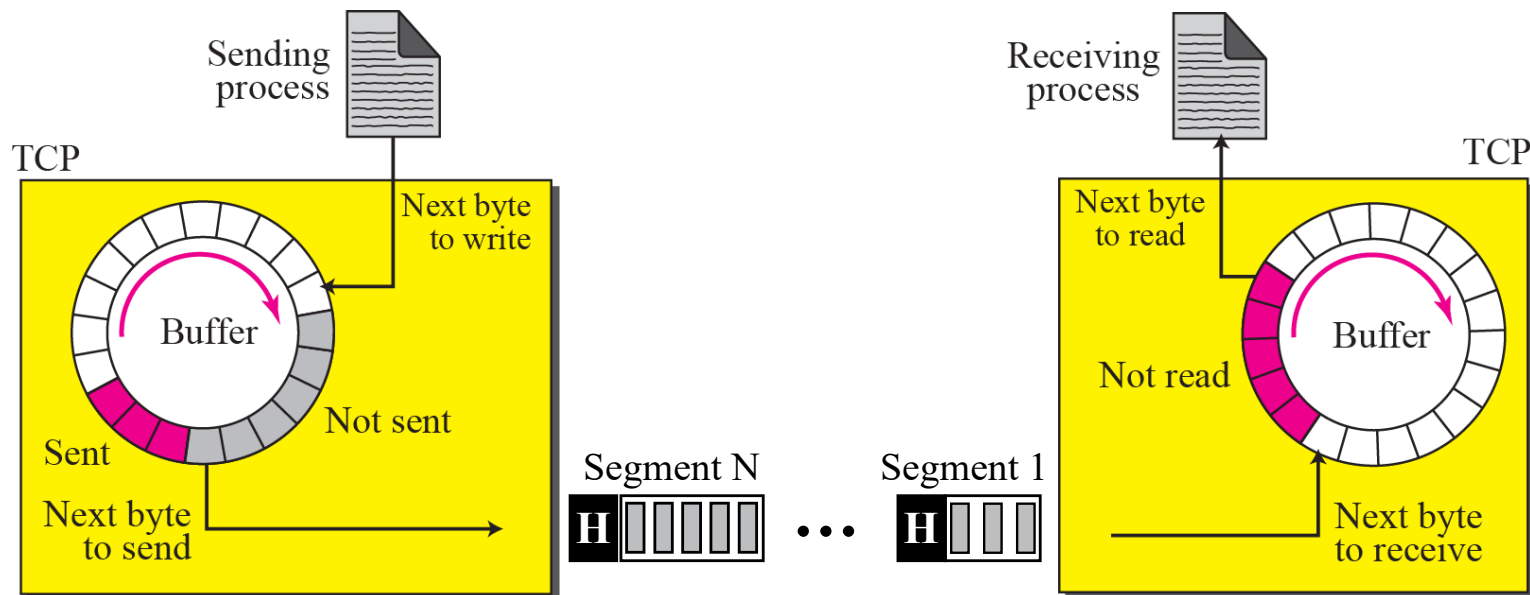 Sending
process
Receiving
process
TCP
TCP
Next byte
to write
Next byte
to read
Buffer
Buffer
Not read
Not sent
Sent
Segment N
Segment 1
H
...
H
Next byte
to send
Next byte
to receive